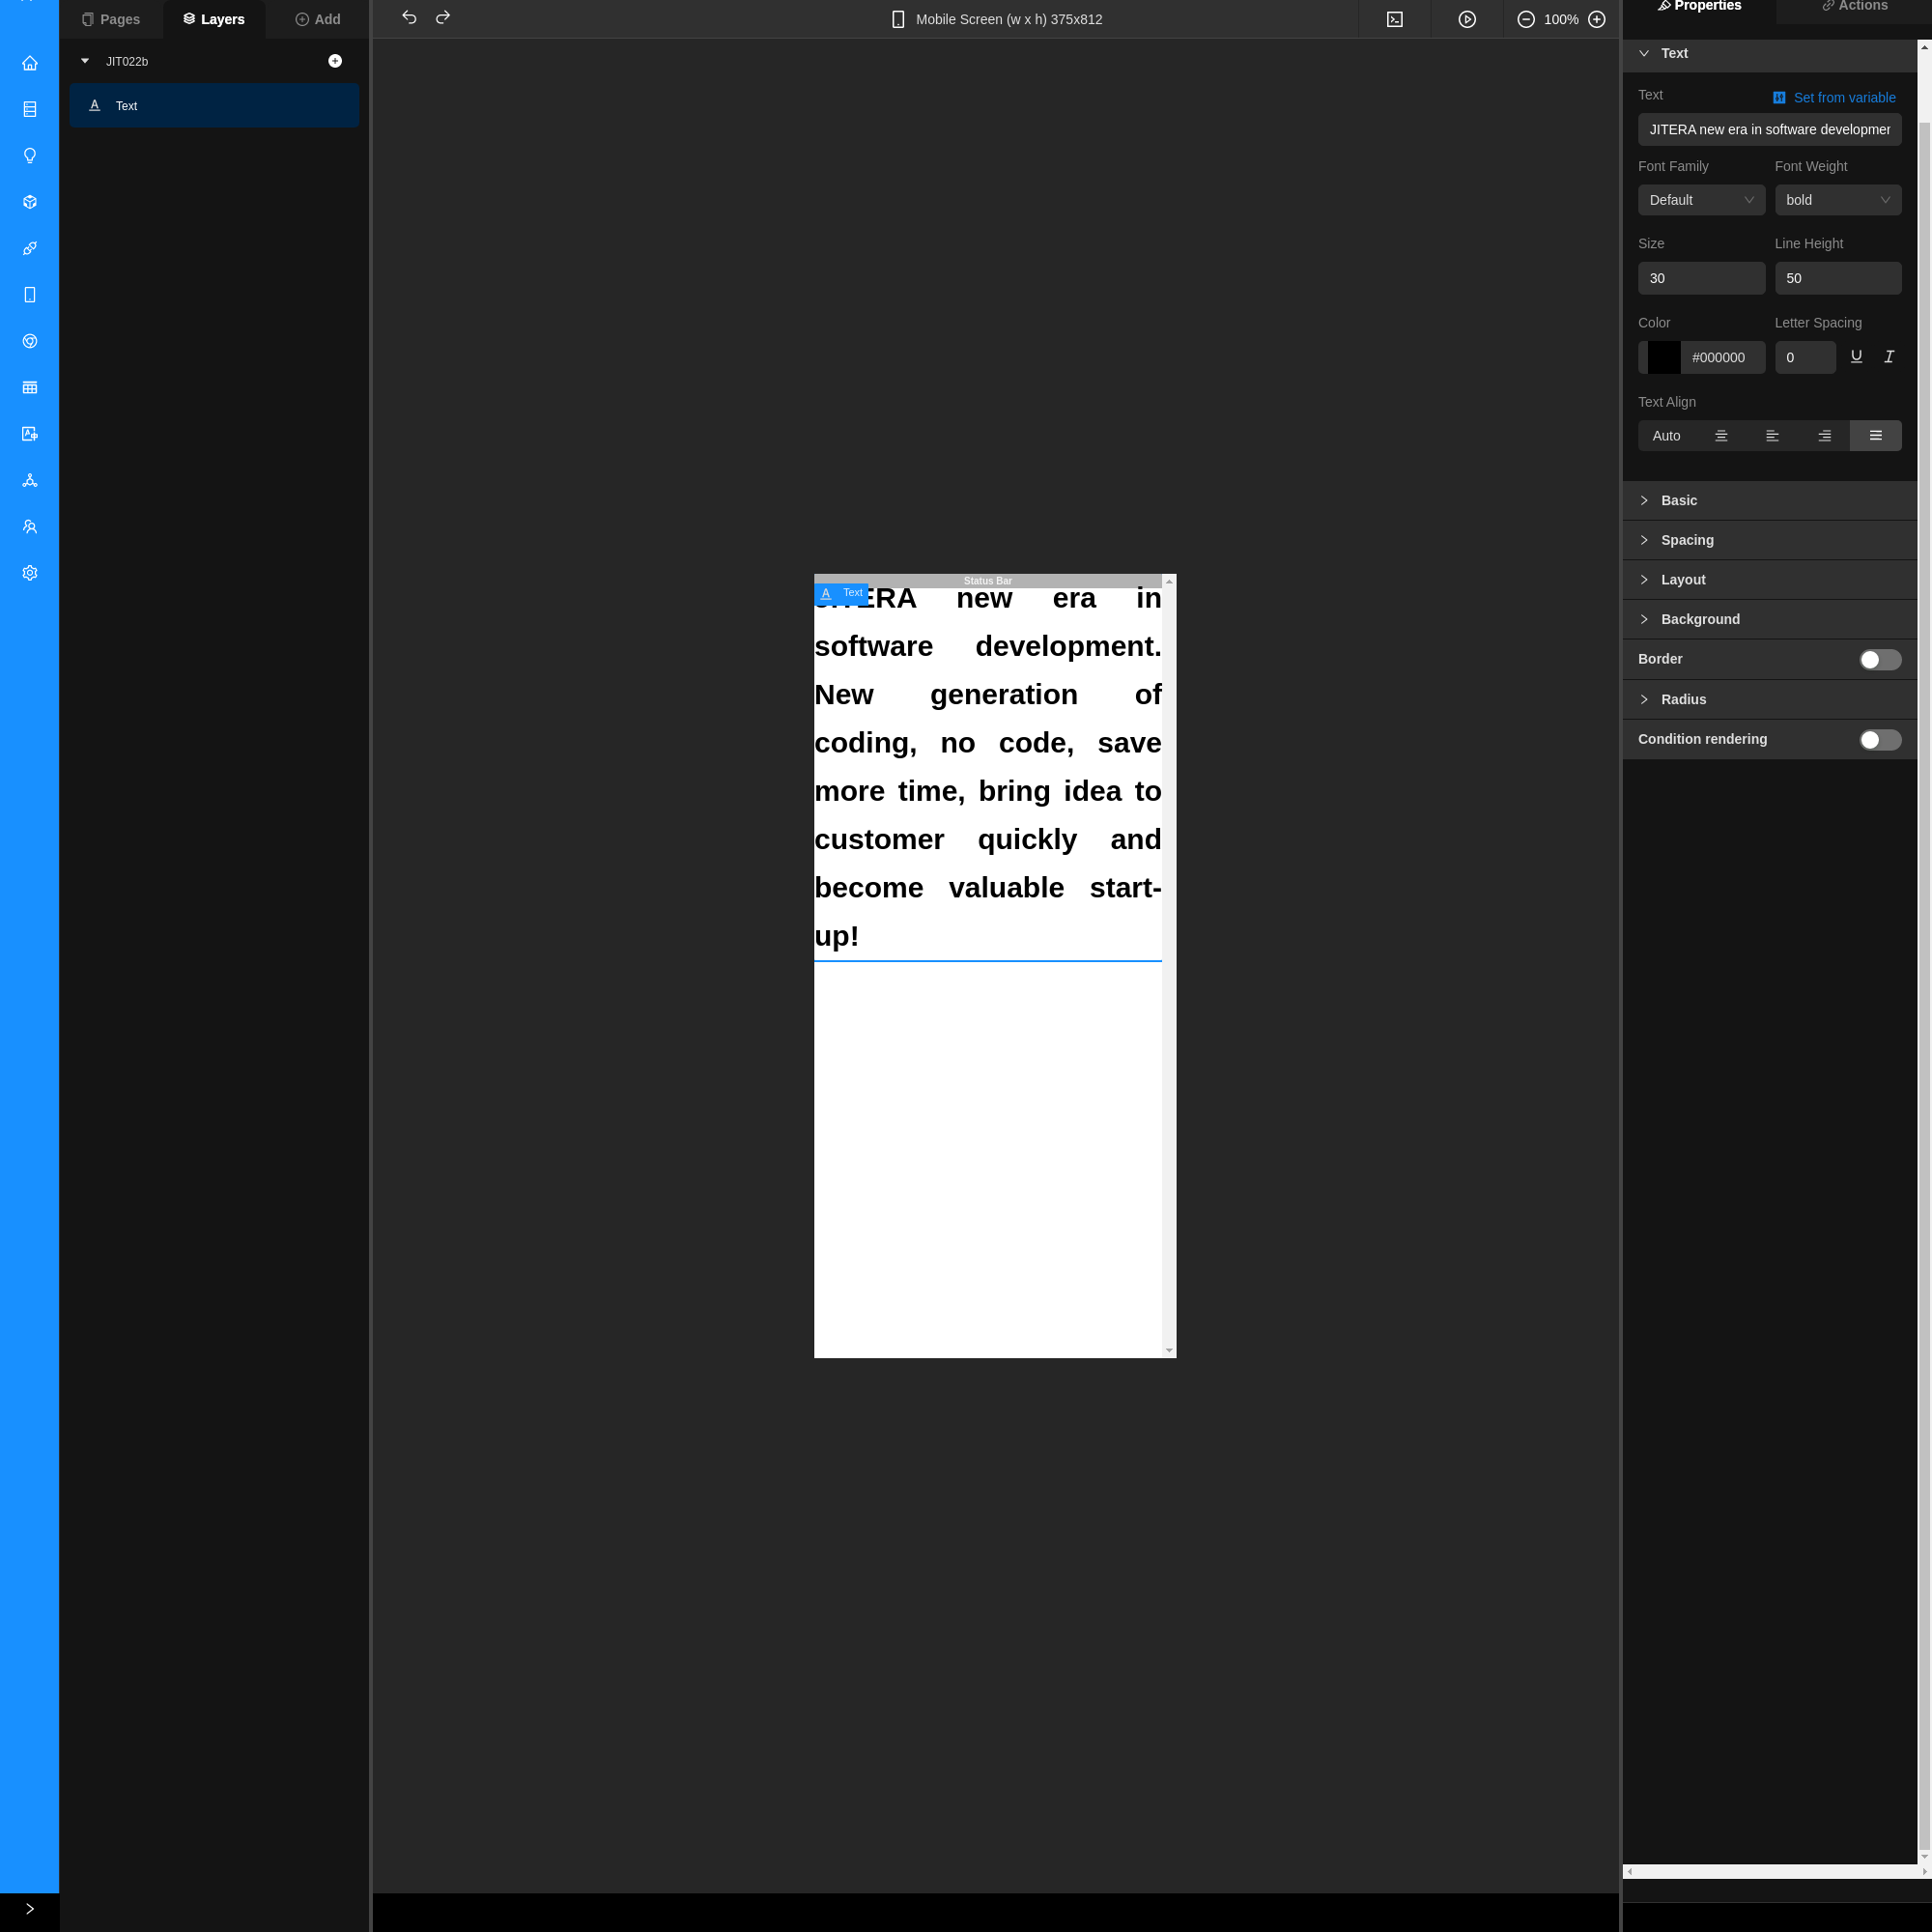 Pages
Layers
Add
Mobile Screen (w x h) 375x812
100%
Properties
Actions
JIT022b
Text
Status Bar
Text
ERA new era in
software development.
New generation of
coding, no code, save
more time, bring idea to
customer quickly and
become valuable start-
up!
Text
Text
Set from variable
JITERA new era in software developmer
Font Family
Font Weight
Default
bold
Size
Line Height
30
50
Color
Letter Spacing
#000000
0
Text Align
Auto
Basic
Spacing
Layout
Background
Border
Radius
Condition rendering